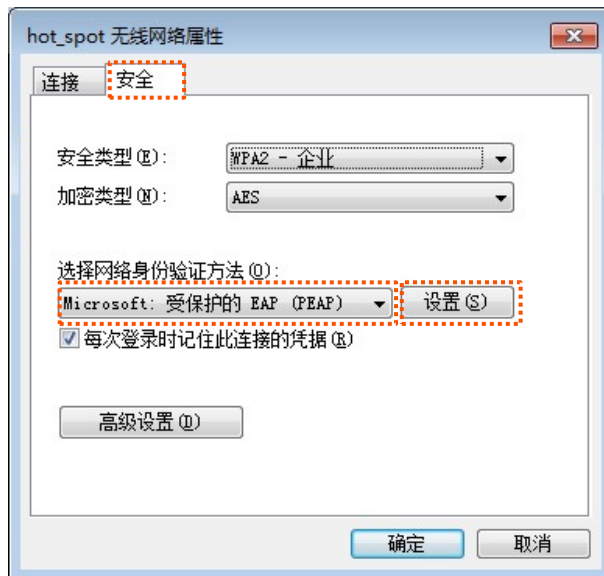 hot_spot 无线网络属性
连接 安全
安全类型(E): WPA2 - 企业
加密类型(N): AES
选择网络身份验证方法(O):
Microsoft: 受保护的 EAP (PEAP) 设置(S)
每次登录时记住此连接的凭据(R)
高级设置(D)
确定 取消